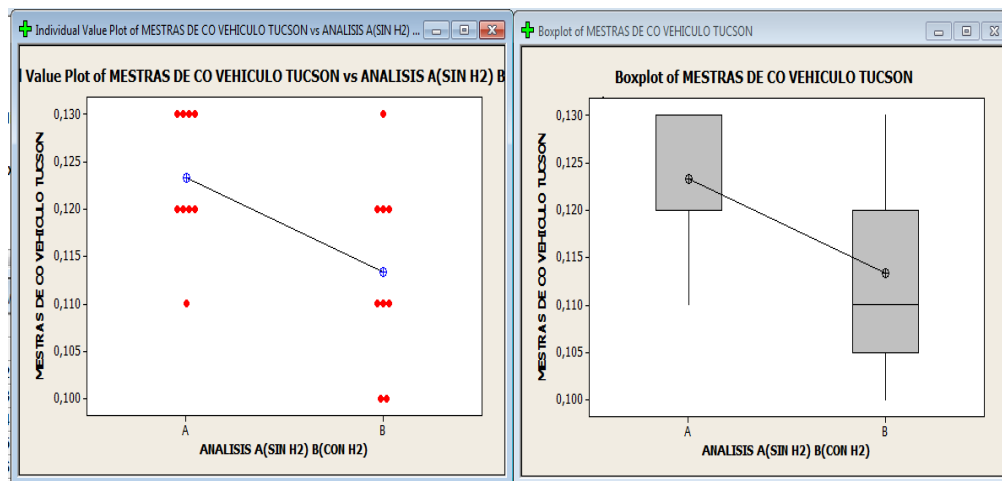 Individual Value Plot of MESTRAS DE CO VEHICULO TUCSON vs ANALISIS A(SIN H2) ...
l Value Plot of MESTRAS DE CO VEHICULO TUCSON vs ANALISIS A(SIN H2) B
MESTRAS DE CO VEHICULO TUCSON
0,130
0,125
0,120
0,115
0,110
0,105
0,100
A
B
ANALISIS A(SIN H2) B(CON H2)
Boxplot of MESTRAS DE CO VEHICULO TUCSON
Boxplot of MESTRAS DE CO VEHICULO TUCSON
MESTRAS DE CO VEHICULO TUCSON
0,130
0,125
0,120
0,115
0,110
0,105
0,100
A
B
ANALISIS A(SIN H2) B(CON H2)